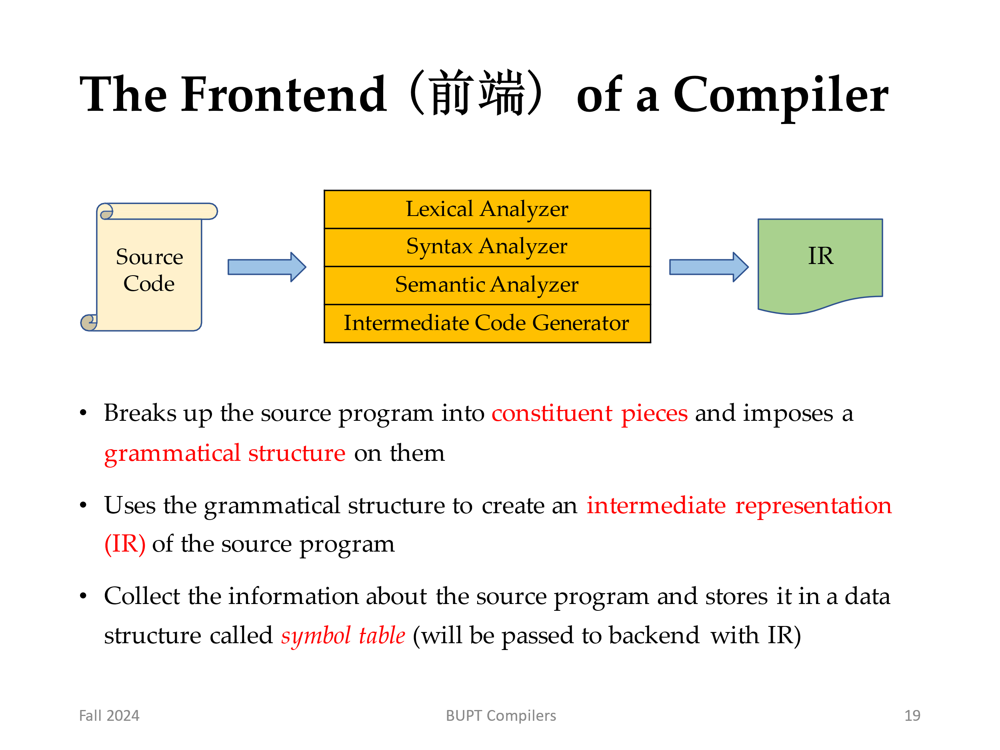 The Frontend（前端） of a Compiler
Source
Code
Lexical Analyzer
Syntax Analyzer
Semantic Analyzer
Intermediate Code Generator
IR
• Breaks up the source program into constituent pieces and imposes a
grammatical structure on them
• Uses the grammatical structure to create an intermediate representation
(IR) of the source program
• Collect the information about the source program and stores it in a data
structure called symbol table (will be passed to backend with IR)
Fall 2024
BUPT Compilers
19